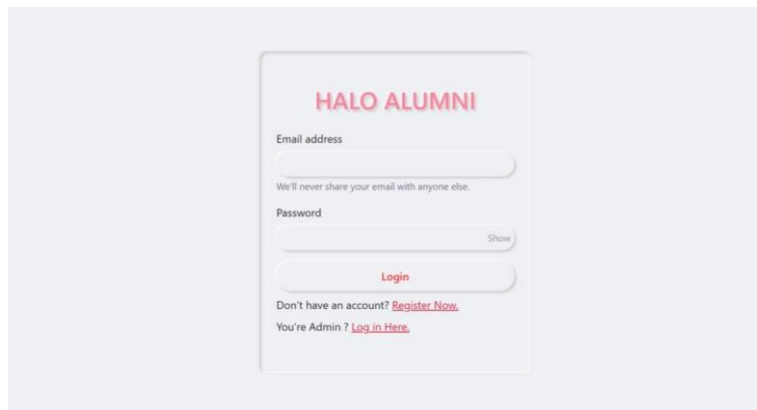 HALO ALUMNI
Email address
We'll never share your email with anyone else.
Password
Show
Login
Don't have an account? Register Now.
You're Admin ? Log in Here.